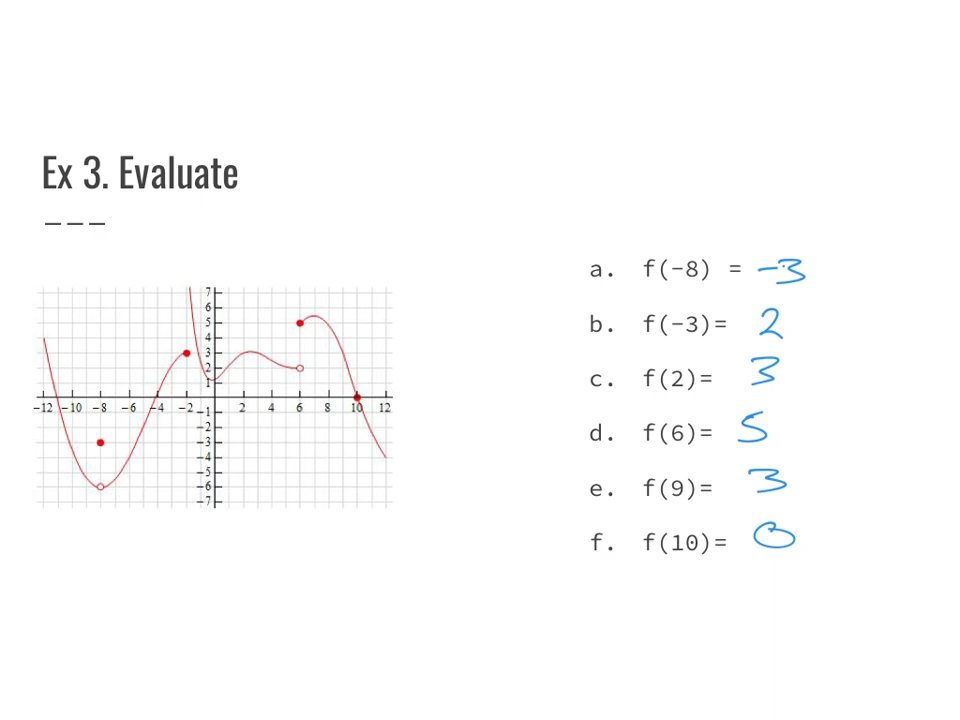 Ex 3. Evaluate
———
a. f(-8) = -3
b. f(-3)= 2
c. f(2)= 3
d. f(6)= 5
e. f(9)= 3
f. f(10)= 0
7
6
5
4
3
2
1
-12 -10 -8 -6 -4 -2 2 4 6 8 10 12
-1
-2
-3
-4
-5
-6
-7